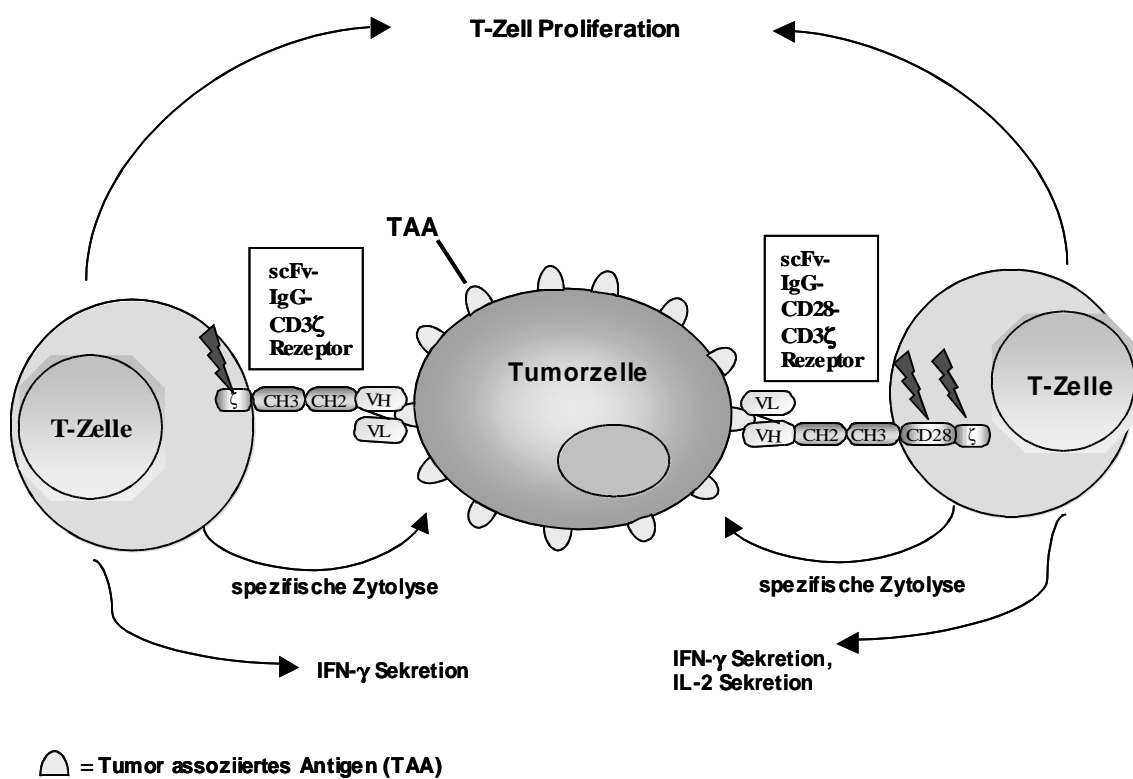 T-Zell Proliferation
TAA
scFv-
IgG-
CD3ζ
Rezeptor
scFv-
IgG-
CD28-
CD3ζ
Rezeptor
Tumorzelle
T-Zelle
T-Zelle
ζ CH3 CH2 VH
VL
VL
VH CH2 CH3 CD28 ζ
spezifische Zytolyse
spezifische Zytolyse
IFN-γ Sekretion
IFN-γ Sekretion,
IL-2 Sekretion
= Tumor assoziiertes Antigen (TAA)